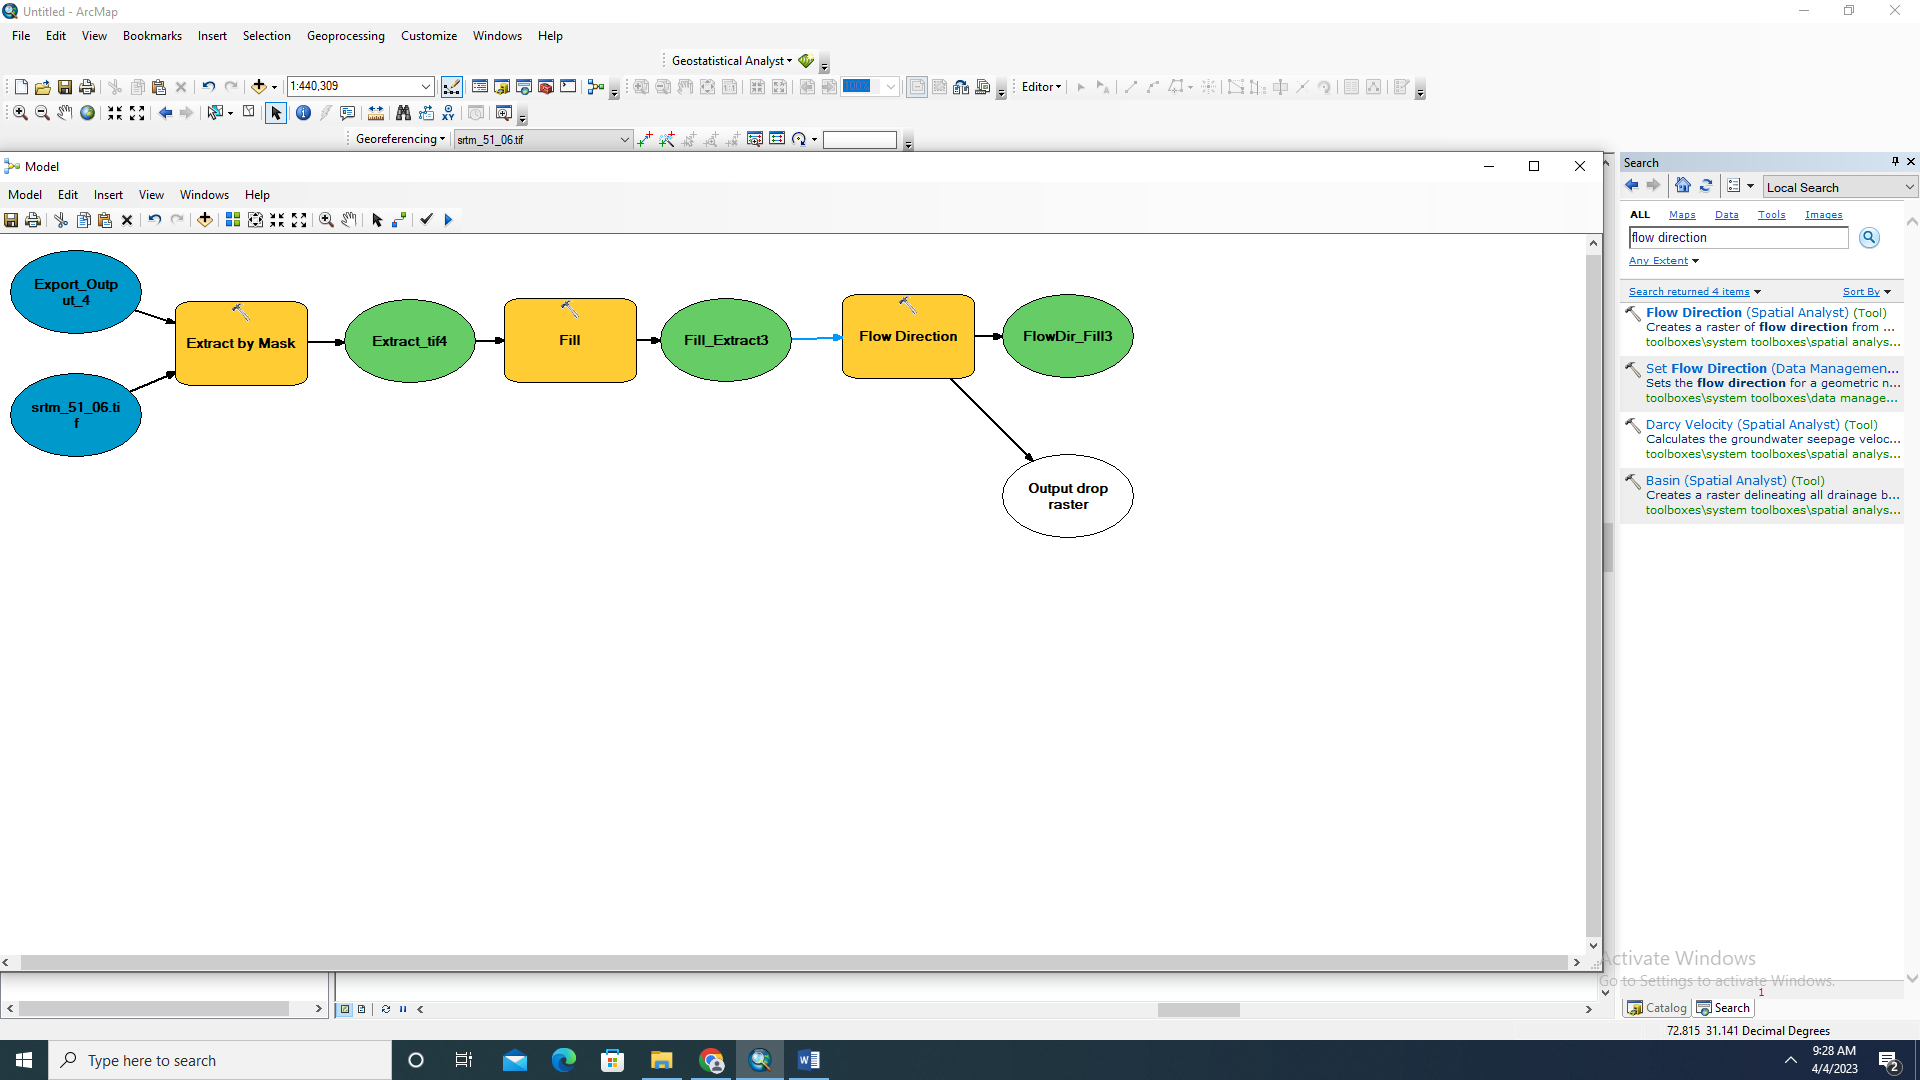 Untitled - ArcMap
File Edit View Bookmarks Insert Selection Geoprocessing Customize Windows Help
Geostatistical Analyst
1:440,309
100%
Editor
Georeferencing
srtm_51_06.tif
Model
Model Edit Insert View Windows Help
Export_Outp
ut_4
srtm_51_06.ti
f
Extract by Mask
Extract_tif4
Fill
Fill_Extract3
Flow Direction
FlowDir_Fill3
Output drop
raster
Search
Local Search
ALL Maps Data Tools Images
flow direction
Any Extent
Search returned 4 items Sort By
Flow Direction (Spatial Analyst) (Tool)
Creates a raster of flow direction from ...
toolboxes\system toolboxes\spatial analys...
Set Flow Direction (Data Managemen...
Sets the flow direction for a geometric n...
toolboxes\system toolboxes\data manage...
Darcy Velocity (Spatial Analyst) (Tool)
Calculates the groundwater seepage veloc...
toolboxes\system toolboxes\spatial analys...
Basin (Spatial Analyst) (Tool)
Creates a raster delineating all drainage b...
toolboxes\system toolboxes\spatial analys...
Activate Windows
Go to Settings to activate Windows.
1
Catalog Search
72.815 31.141 Decimal Degrees
Type here to search
9:28 AM
4/4/2023
2